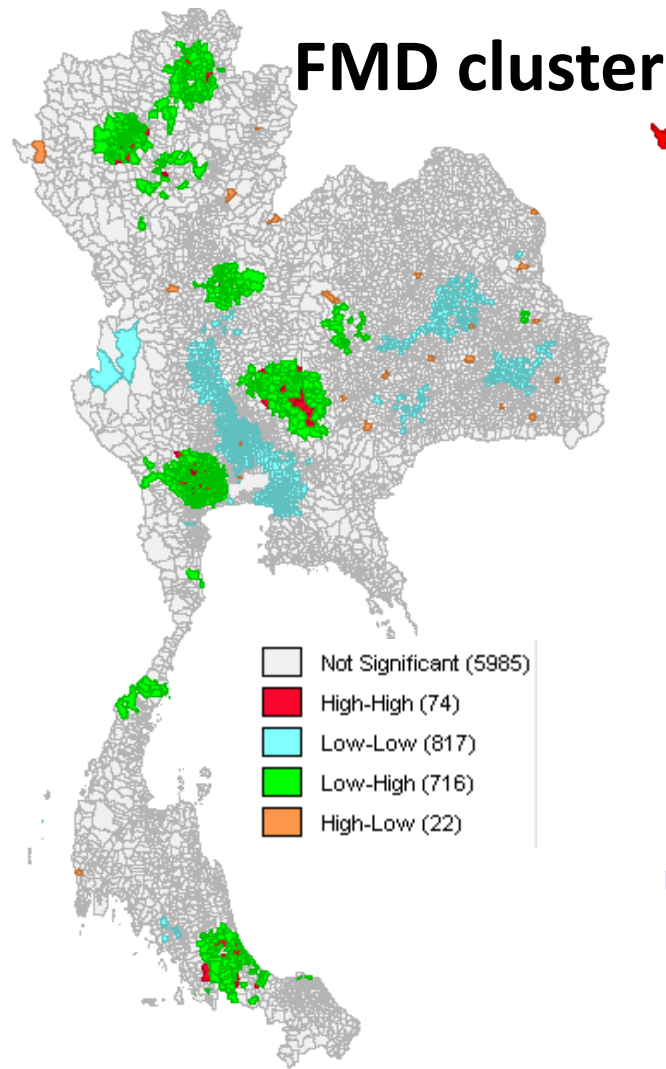 FMD cluster
Not Significant (5985)
High-High (74)
Low-Low (817)
Low-High (716)
High-Low (22)